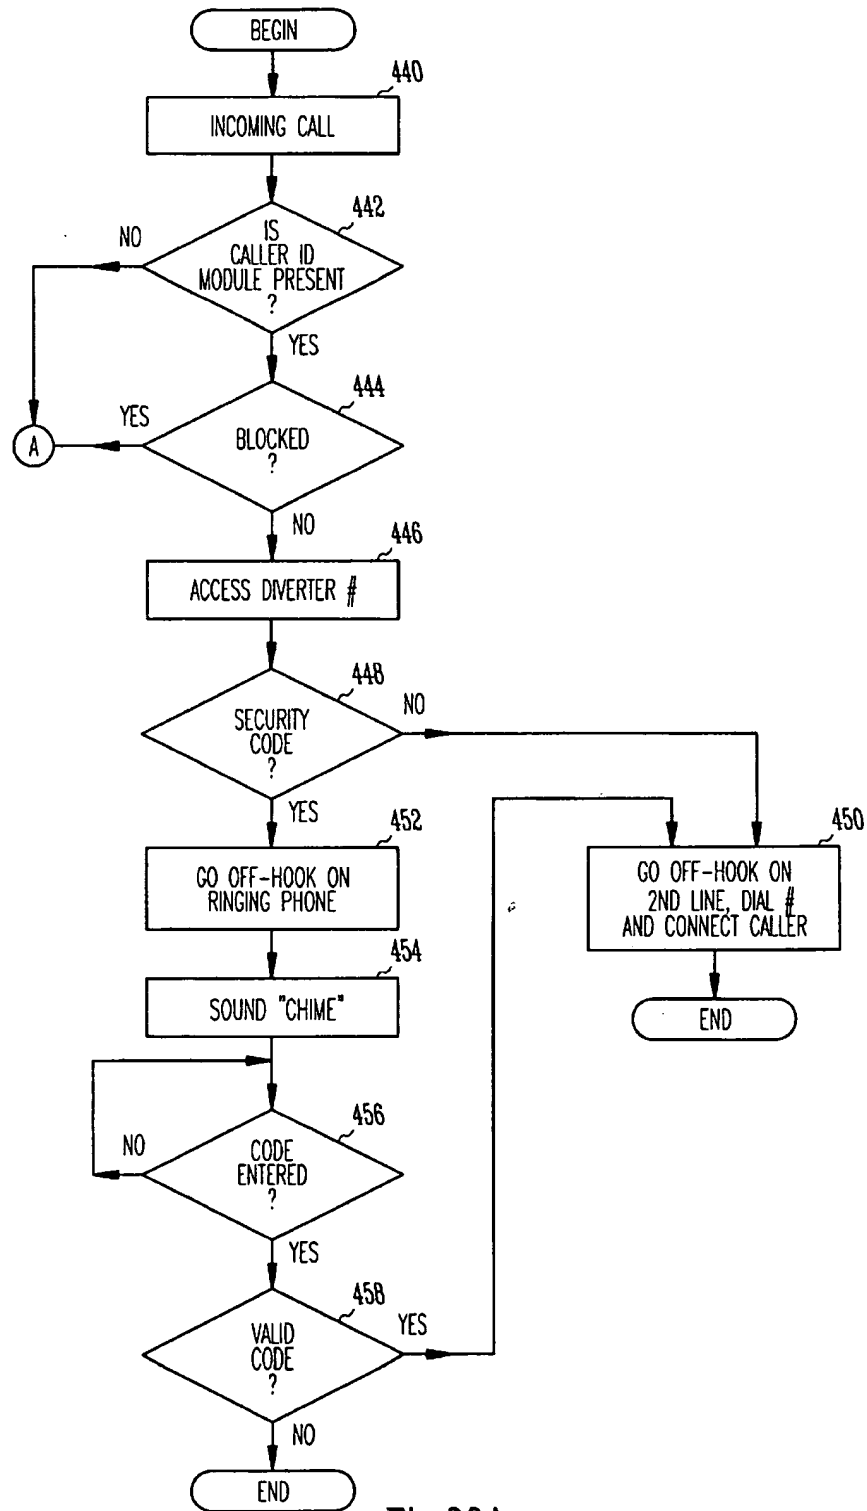 BEGIN
440
INCOMING CALL
442
IS
CALLER ID
MODULE PRESENT
?
NO
YES
444
BLOCKED
?
YES
A
NO
446
ACCESS DIVERTER #
448
SECURITY
CODE
?
NO
YES
452
GO OFF-HOOK ON
RINGING PHONE
450
GO OFF-HOOK ON
2ND LINE, DIAL #
AND CONNECT CALLER
END
454
SOUND "CHIME"
456
CODE
ENTERED
?
NO
YES
458
VALID
CODE
?
YES
NO
END